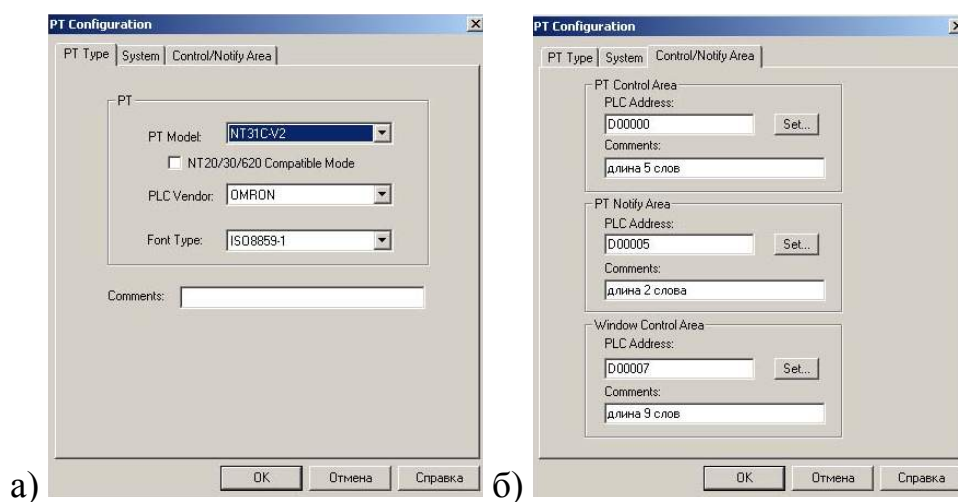 PT Configuration
PT Type System Control/Notify Area
PT
PT Model: NT31C-V2
NT20/30/620 Compatible Mode
PLC Vendor: OMRON
Font Type: ISO8859-1
Comments:
OK Отмена Справка
а)
PT Configuration
PT Type System Control/Notify Area
PT Control Area
PLC Address:
D00000 Set...
Comments:
длина 5 слов
PT Notify Area
PLC Address:
D00005 Set...
Comments:
длина 2 слова
Window Control Area
PLC Address:
D00007 Set...
Comments:
длина 9 слов
OK Отмена Справка
б)